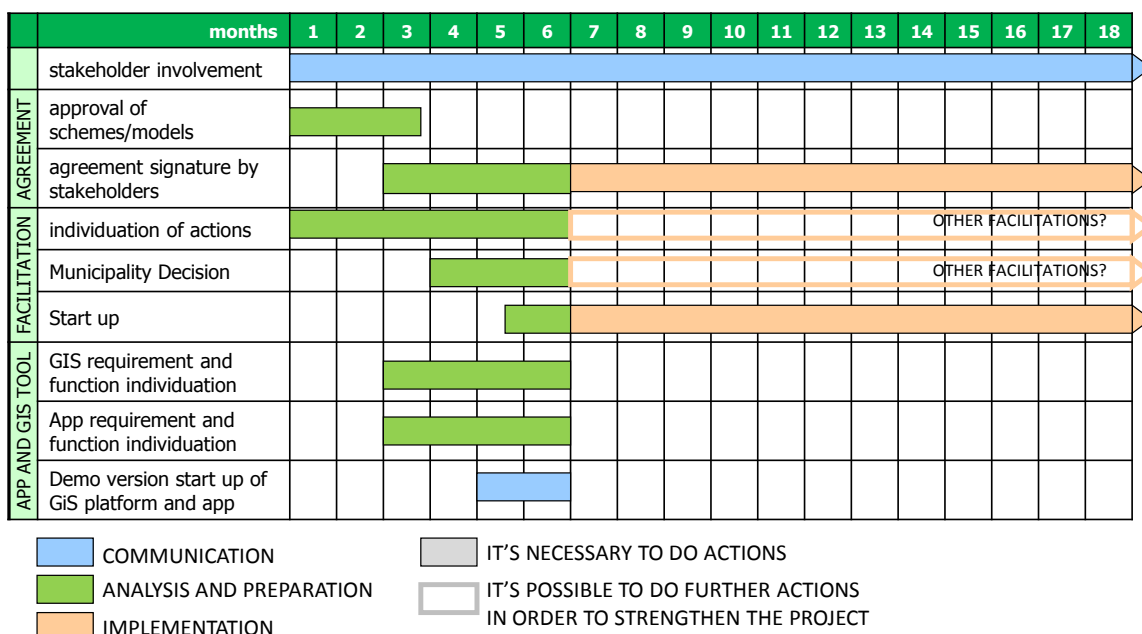 months 1 2 3 4 5 6 7 8 9 10 11 12 13 14 15 16 17 18
stakeholder involvement
AGREEMENT
approval of
schemes/models
agreement signature by
stakeholders
FACILITATION
individuation of actions
OTHER FACILITATIONS?
Municipality Decision
OTHER FACILITATIONS?
Start up
APP AND GIS TOOL
GIS requirement and
function individuation
App requirement and
function individuation
Demo version start up of
GiS platform and app
COMMUNICATION
ANALYSIS AND PREPARATION
IMPLEMENTATION
IT'S NECESSARY TO DO ACTIONS
IT'S POSSIBLE TO DO FURTHER ACTIONS
IN ORDER TO STRENGTHEN THE PROJECT